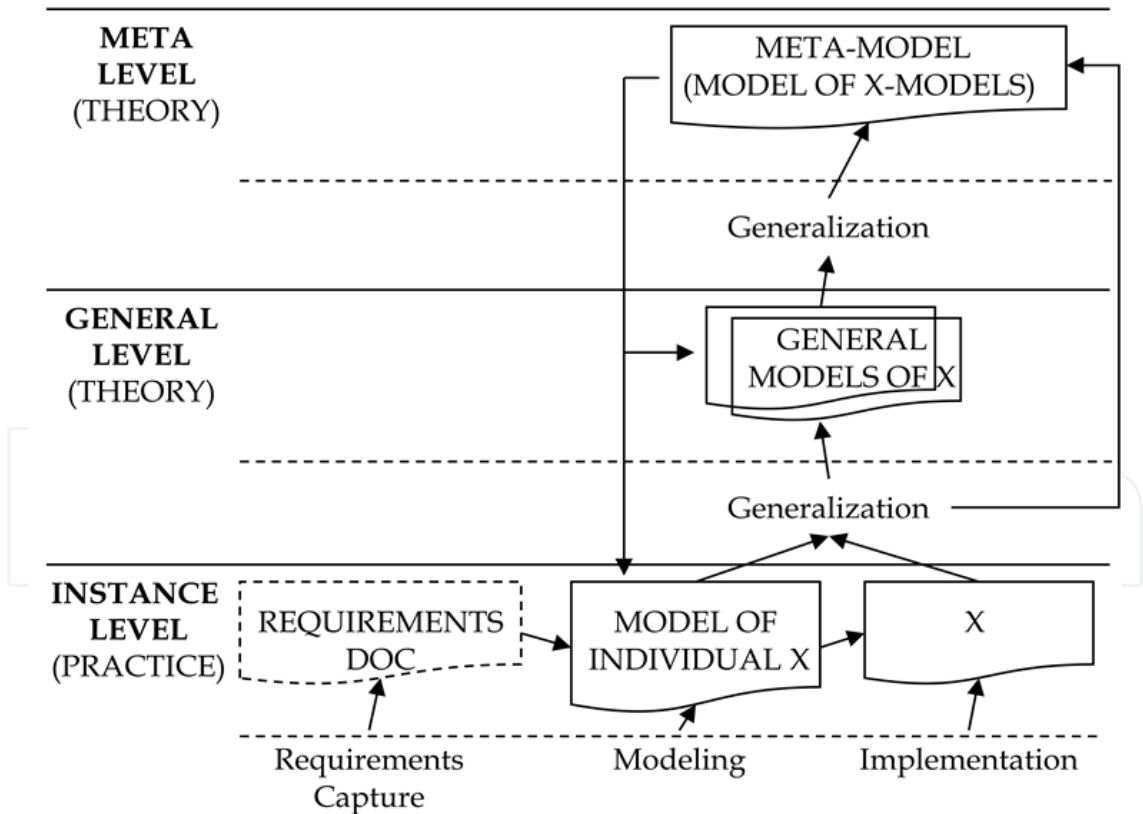 META
LEVEL
(THEORY)
META-MODEL
(MODEL OF X-MODELS)
Generalization
GENERAL
LEVEL
(THEORY)
GENERAL
MODELS OF X
Generalization
INSTANCE
LEVEL
(PRACTICE)
REQUIREMENTS
DOC
MODEL OF
INDIVIDUAL X
X
Requirements
Capture
Modeling
Implementation